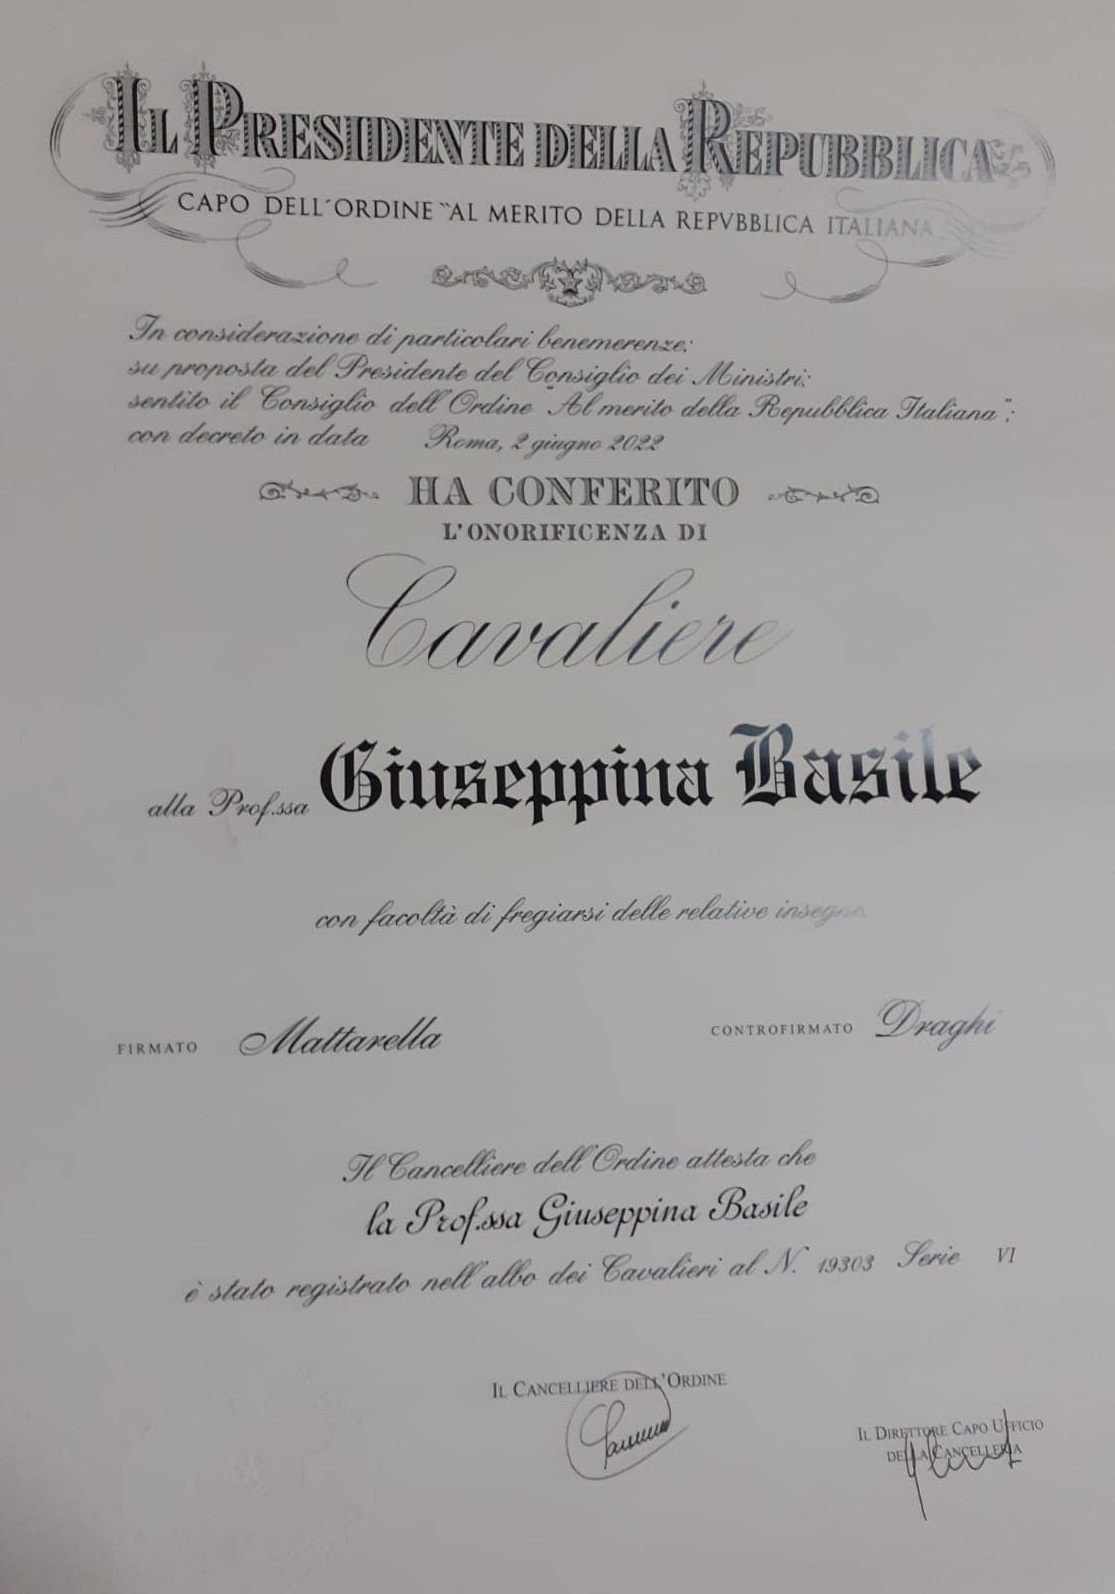 IL PRESIDENTE DELLA REPUBBLICA
CAPO DELL'ORDINE "AL MERITO DELLA REPVBBLICA ITALIANA
In considerazione di particolari benemerenze:
su proposta del Presidente del Consiglio dei Ministri;
sentito il Consiglio dell'Ordine "Al merito della Repubblica Italiana";
con decreto in data Roma, 2 giugno 2022
HA CONFERITO
L'ONORIFICENZA DI
Cavaliere
alla Prof.ssa Giuseppina Basile
con facoltà di fregiarsi delle relative insegne
FIRMATO Mattarella CONTROFIRMATO Draghi
Il Cancelliere dell'Ordine attesta che
la Prof.ssa Giuseppina Basile
è stato registrato nell'albo dei Cavalieri al N. 19303 Serie VI
IL CANCELLIERE DELL'ORDINE
IL DIRETTORE CAPO UFFICIO
DELLA CANCELLERIA